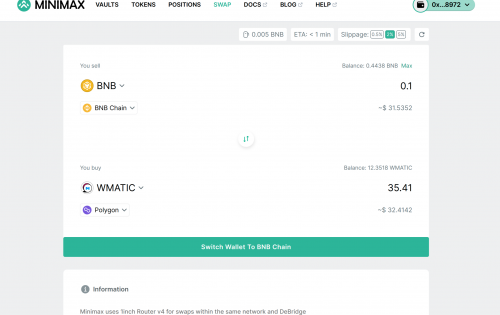 MINIMAX VAULTS TOKENS POSITIONS SWAP DOCS BLOG HELP 0x...8972
0.005 BNB ETA: < 1 min Slippage: 0.5% 2% 5%
You sell Balance: 0.4438 BNB Max
BNB 0.1
BNB Chain ~$ 31.5352
You buy Balance: 12.3518 WMATIC
WMATIC 35.41
Polygon ~$ 32.4142
Switch Wallet To BNB Chain
Information
Minimax uses 1inch Router v4 for swaps within the same network and DeBridge